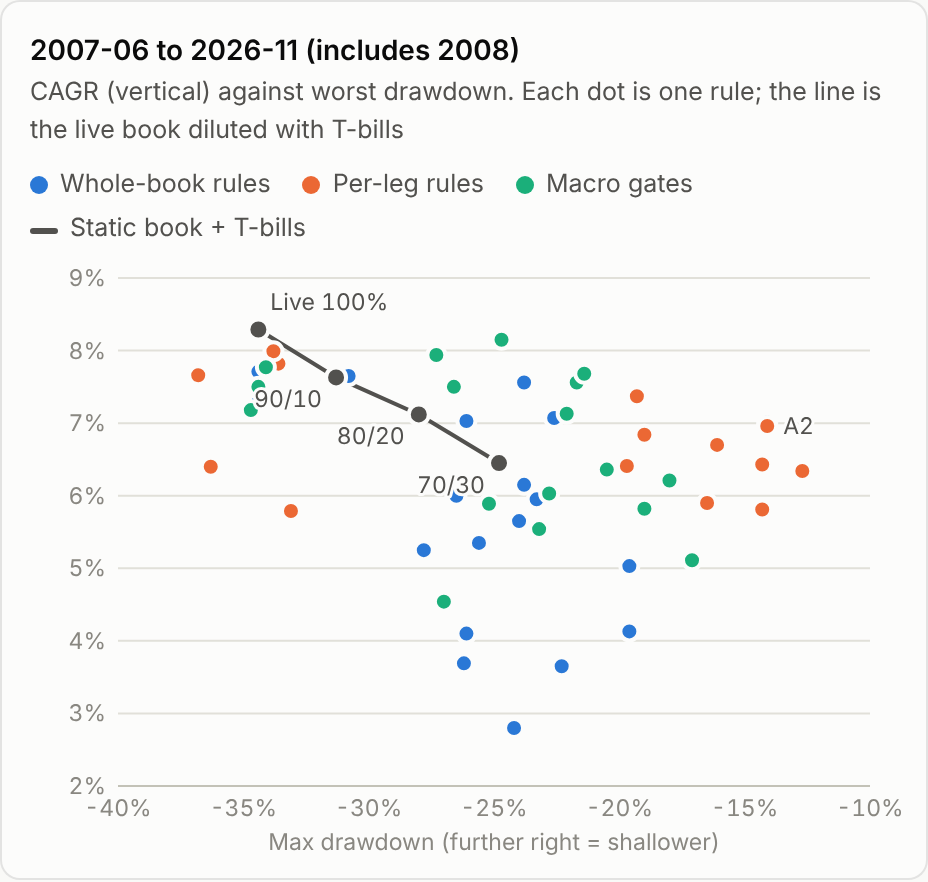 2007-06 to 2026-11 (includes 2008)
CAGR (vertical) against worst drawdown. Each dot is one rule; the line is
the live book diluted with T-bills
Whole-book rules Per-leg rules Macro gates
Static book + T-bills
9%
Live 100%
8%
90/10
7%
A2
80/20
70/30
6%
5%
4%
3%
2%
-40% -35% -30% -25% -20% -15% -10%
Max drawdown (further right = shallower)